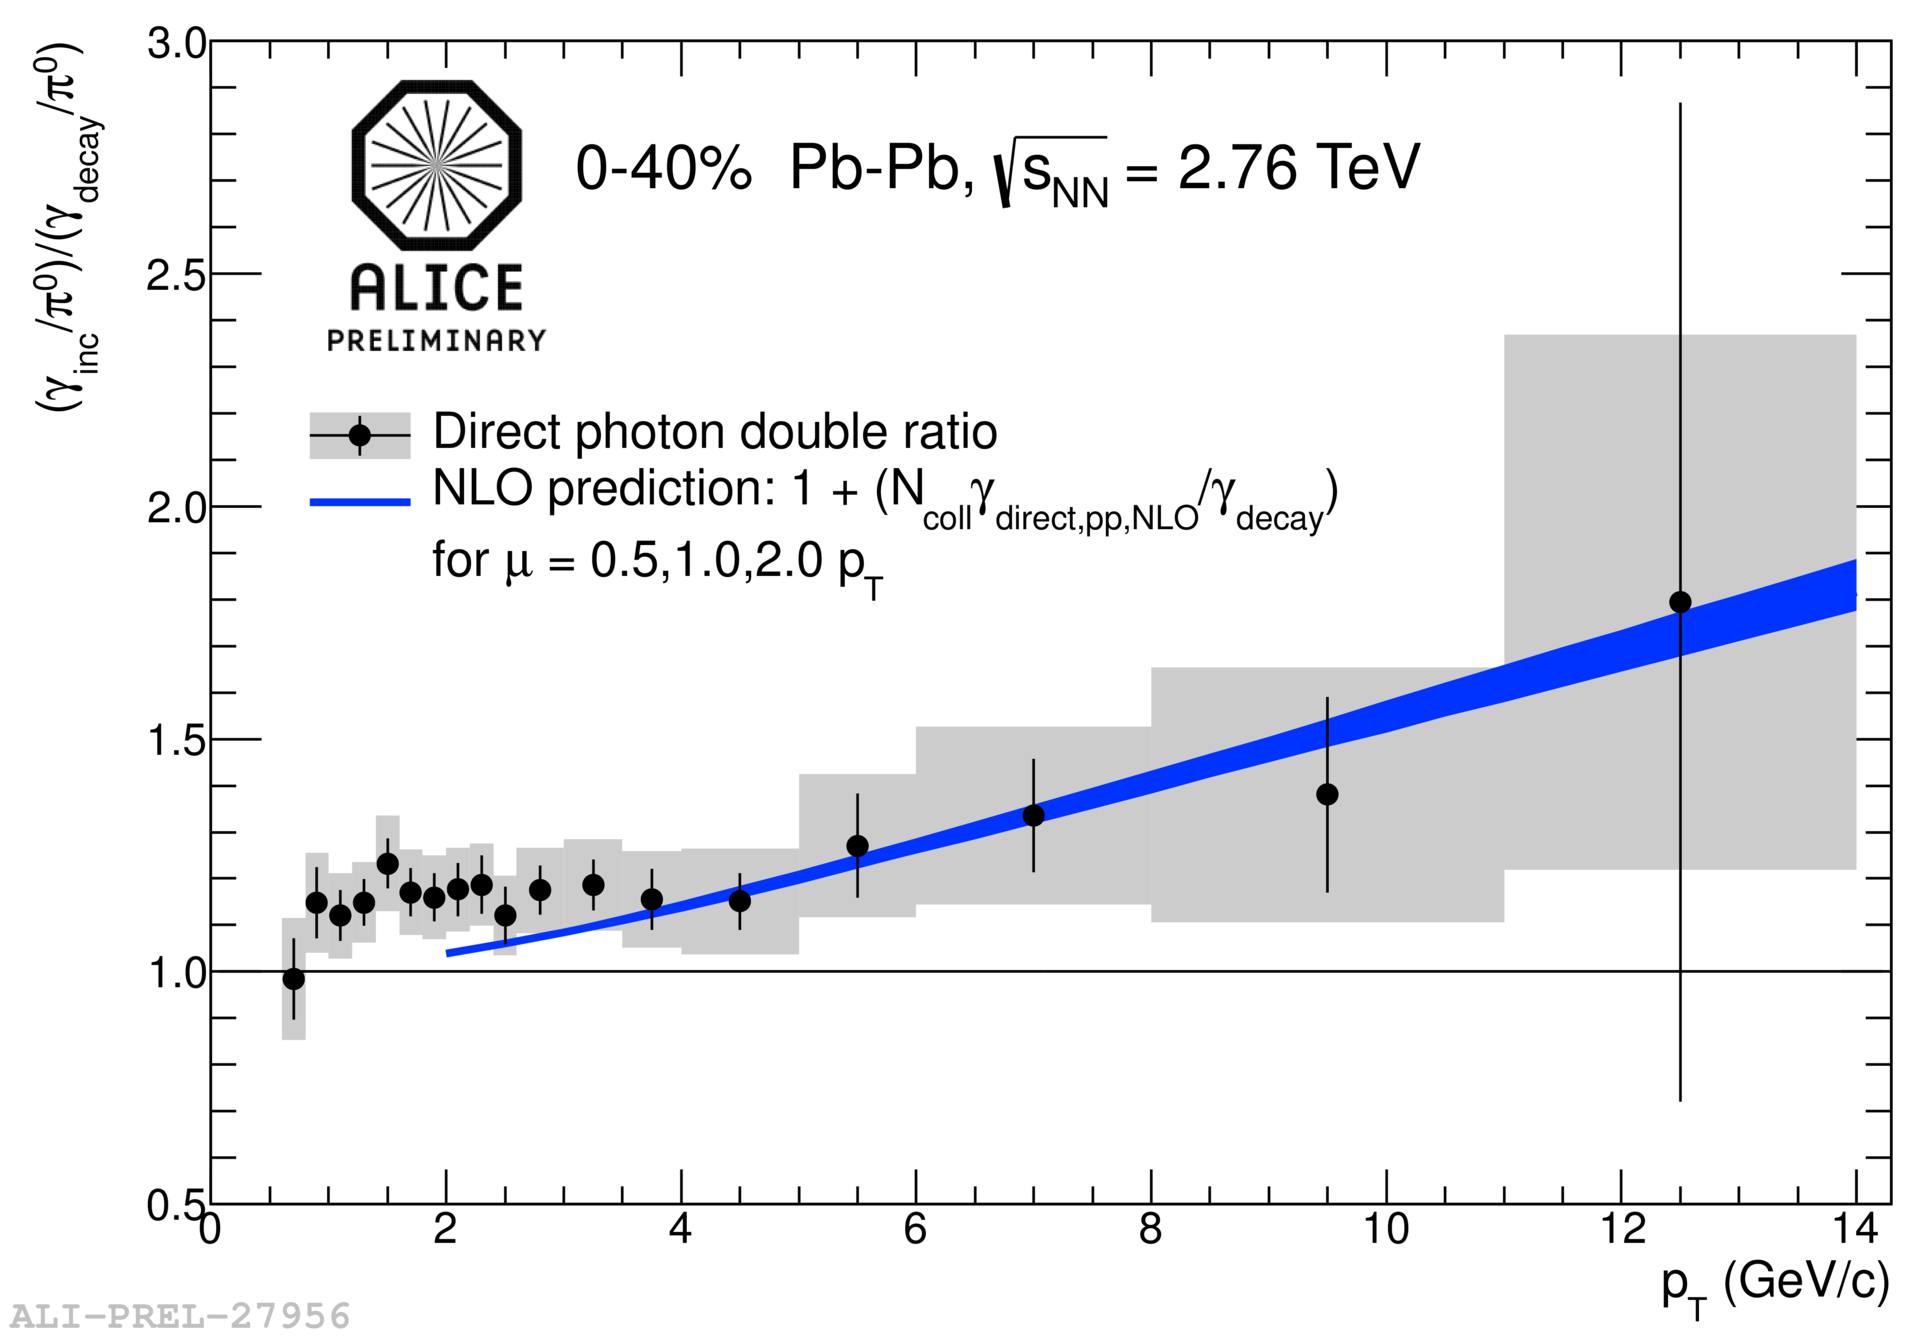 3.0
2.5
2.0
1.5
1.0
0.5
(γinc/π⁰)/(γdecay/π⁰)
ALICE
PRELIMINARY
0-40% Pb-Pb, √sNN = 2.76 TeV
Direct photon double ratio
NLO prediction: 1 + (Ncollγdirect,pp,NLO/γdecay)
for μ = 0.5,1.0,2.0 pT
0 2 4 6 8 10 12 14
pT (GeV/c)
ALI-PREL-27956